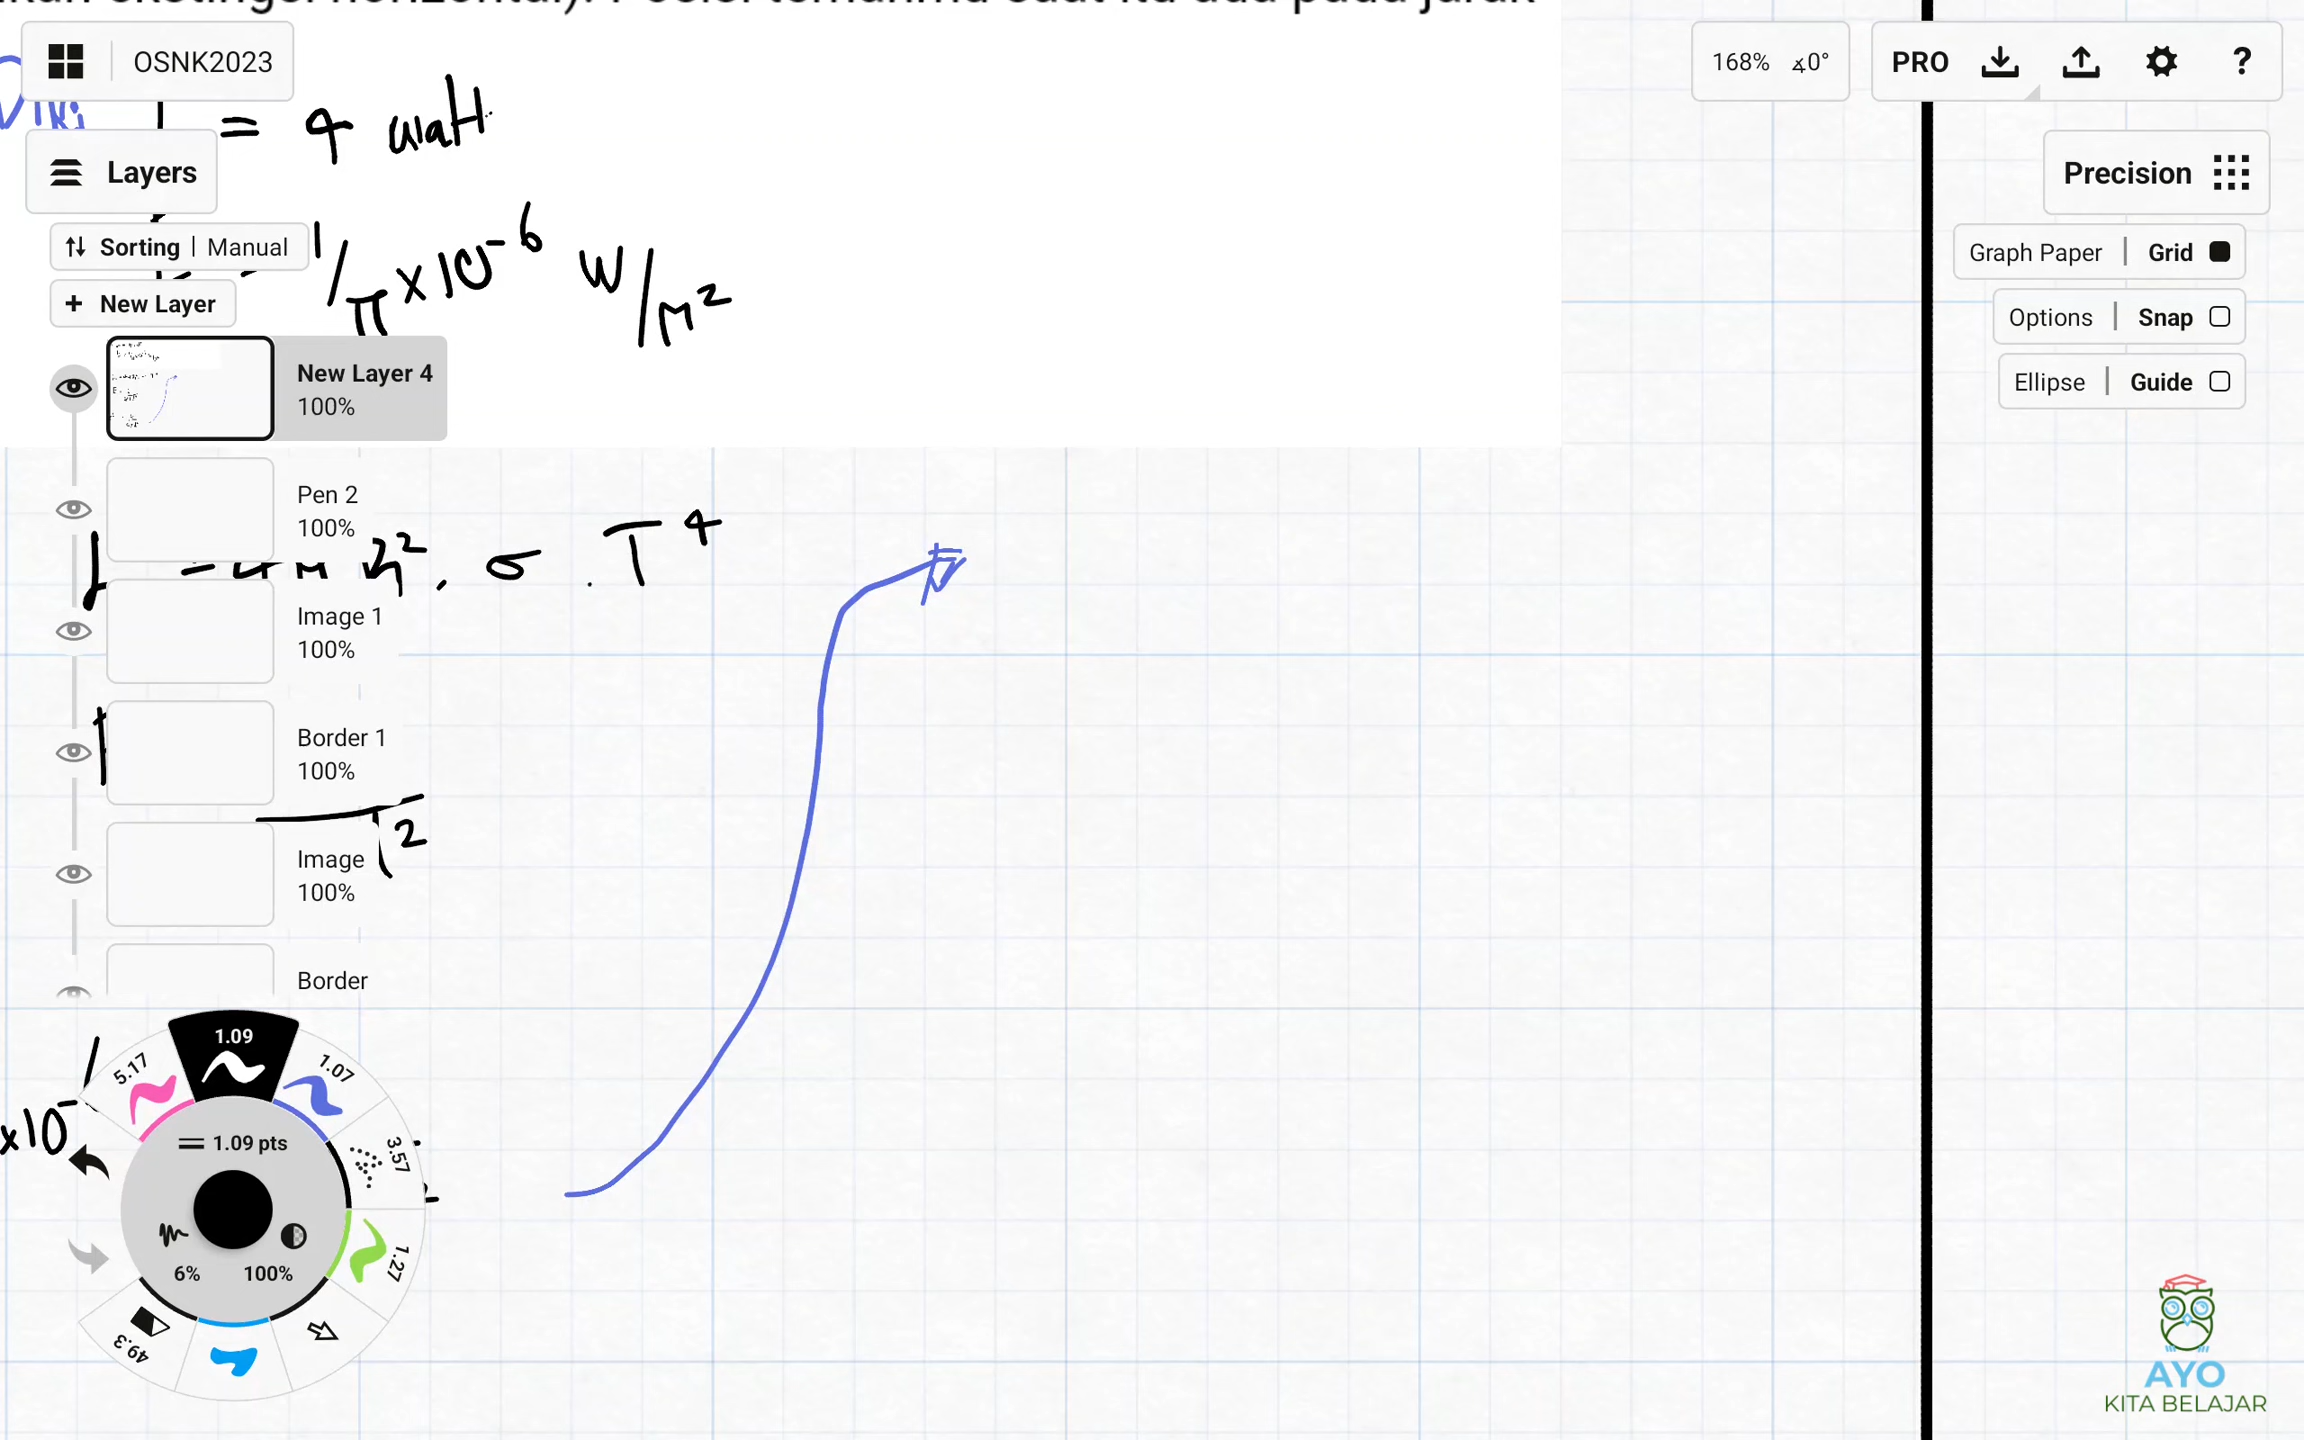 OSNK2023
168% ∡0°
PRO
?
= 4 watt
Layers
Precision
Sorting | Manual
1/π × 10⁻⁶ W/m²
Graph Paper | Grid
+ New Layer
Options | Snap
New Layer 4
100%
Ellipse | Guide
Pen 2
100%
. σ . T⁴
Image 1
100%
Border 1
100%
Image
100%
2
Border
1.09
5.17
1.07
x10⁻
= 1.09 pts
3.57
1.27
6%
100%
49.3
AYO
KITA BELAJAR